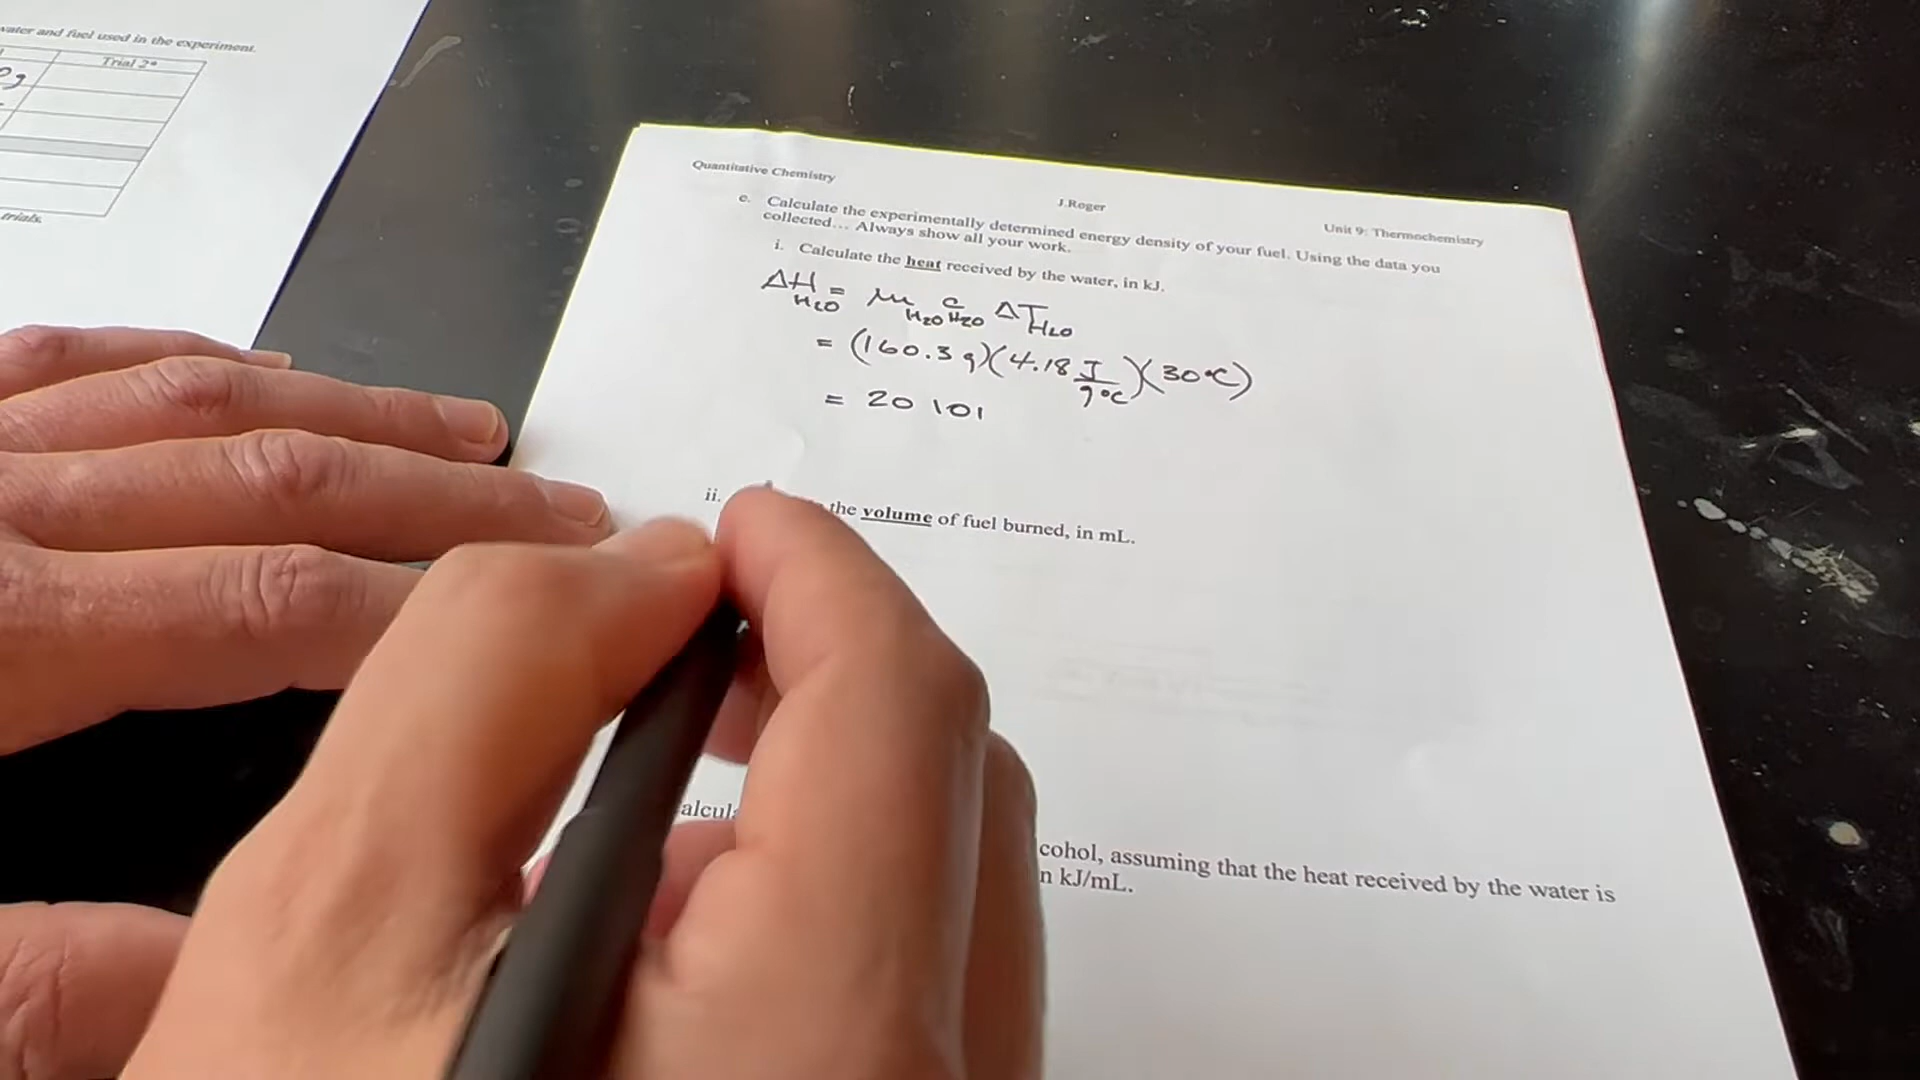 water and fuel used in the experiment.
Trial 2*
g
trials.
Quantitative Chemistry
J.Roger
Unit 9: Thermochemistry
c. Calculate the experimentally determined energy density of your fuel. Using the data you
collected... Always show all your work.
i. Calculate the heat received by the water, in kJ.
ΔH H₂O = m H₂O c H₂O ΔT H₂O
= (160.3 g)(4.18 J/g°C)(30°C)
= 20 101
ii. the volume of fuel burned, in mL.
cohol, assuming that the heat received by the water is
n kJ/mL.